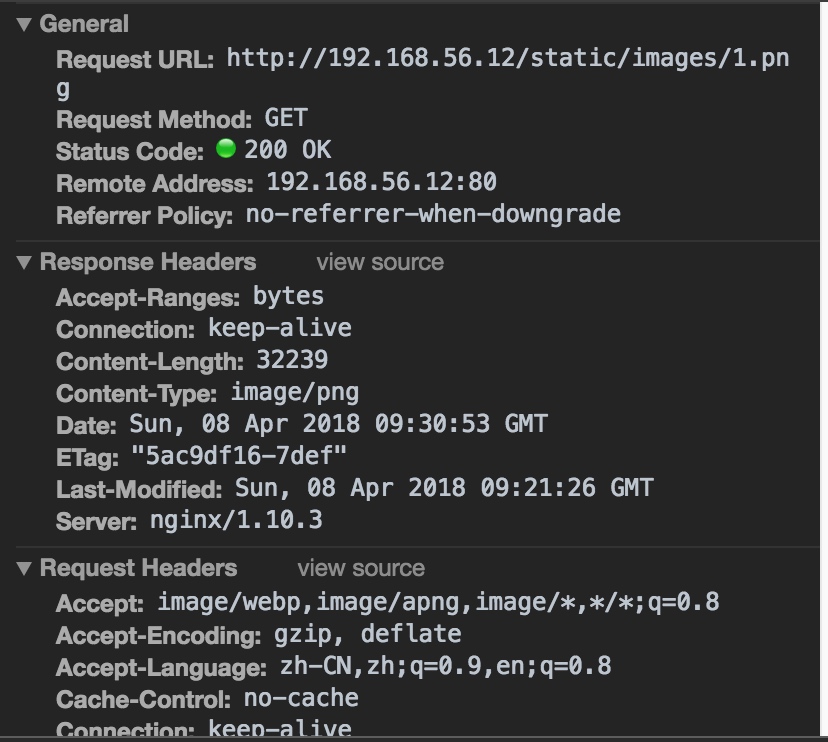 ▼ General
Request URL: http://192.168.56.12/static/images/1.pn
g
Request Method: GET
Status Code: 200 OK
Remote Address: 192.168.56.12:80
Referrer Policy: no-referrer-when-downgrade
▼ Response Headers view source
Accept-Ranges: bytes
Connection: keep-alive
Content-Length: 32239
Content-Type: image/png
Date: Sun, 08 Apr 2018 09:30:53 GMT
ETag: "5ac9df16-7def"
Last-Modified: Sun, 08 Apr 2018 09:21:26 GMT
Server: nginx/1.10.3
▼ Request Headers view source
Accept: image/webp,image/apng,image/*,*/*;q=0.8
Accept-Encoding: gzip, deflate
Accept-Language: zh-CN,zh;q=0.9,en;q=0.8
Cache-Control: no-cache
Connection: keep-alive